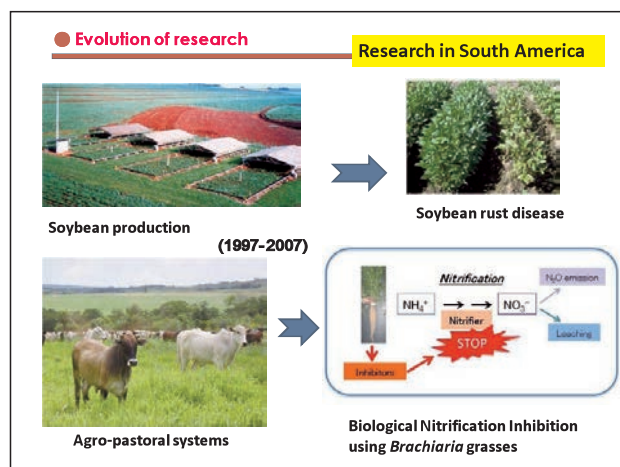 Evolution of research
Research in South America
Soybean production
Soybean rust disease
(1997-2007)
Nitrification
N₂O emission
NH₄⁺
NO₃⁻
Nitrifier
STOP
Leaching
Inhibitors
Agro-pastoral systems
Biological Nitrification Inhibition
using Brachiaria grasses